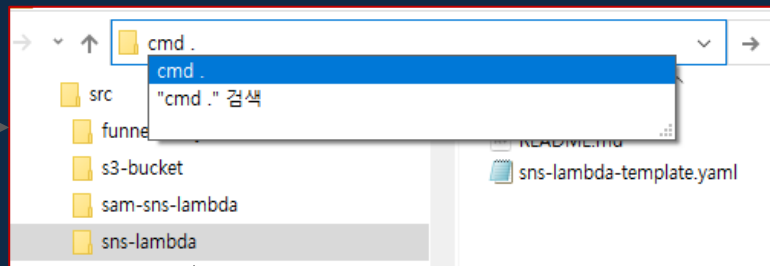 cmd .
cmd .
"cmd ." 검색
src
s3-bucket
sam-sns-lambda
sns-lambda
README.md
sns-lambda-template.yaml